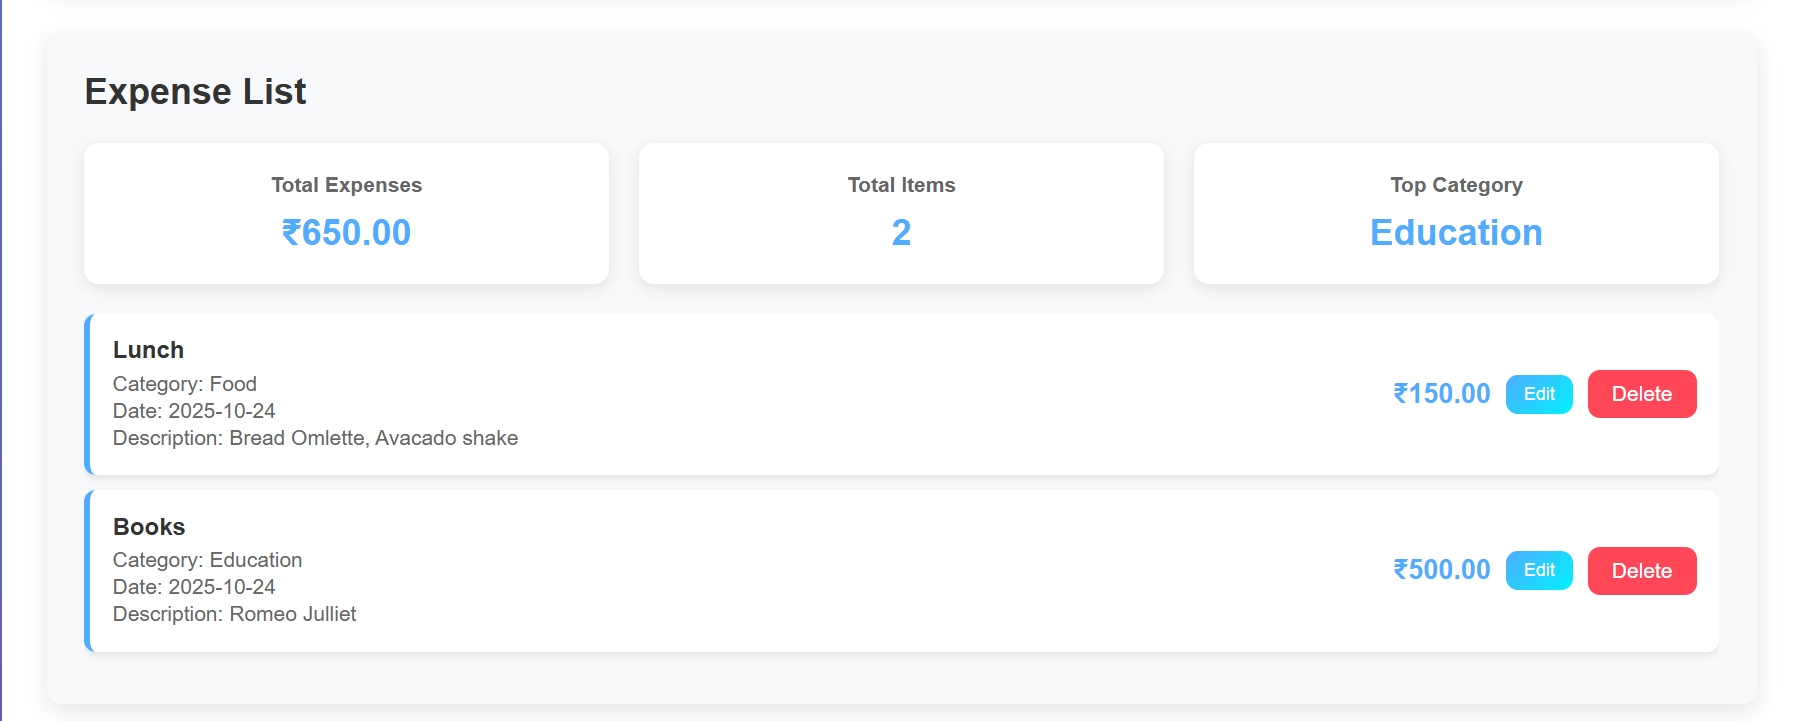 Expense List
Total Expenses
₹650.00
Total Items
2
Top Category
Education
Lunch
Category: Food
Date: 2025-10-24
Description: Bread Omlette, Avacado shake
₹150.00
Edit
Delete
Books
Category: Education
Date: 2025-10-24
Description: Romeo Julliet
₹500.00
Edit
Delete